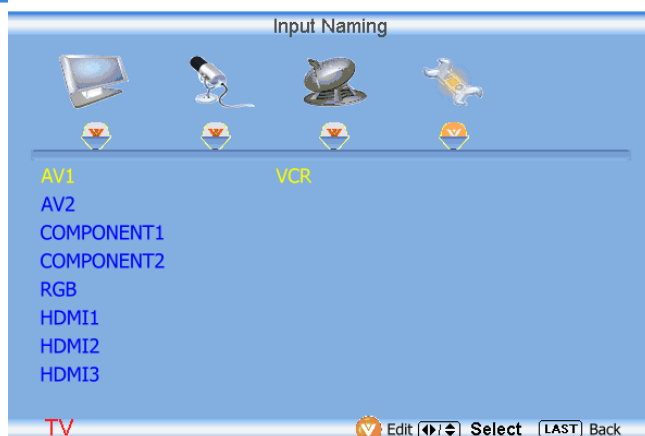 Input Naming
AV1 VCR
AV2
COMPONENT1
COMPONENT2
RGB
HDMI1
HDMI2
HDMI3
TV V Edit Select LAST Back